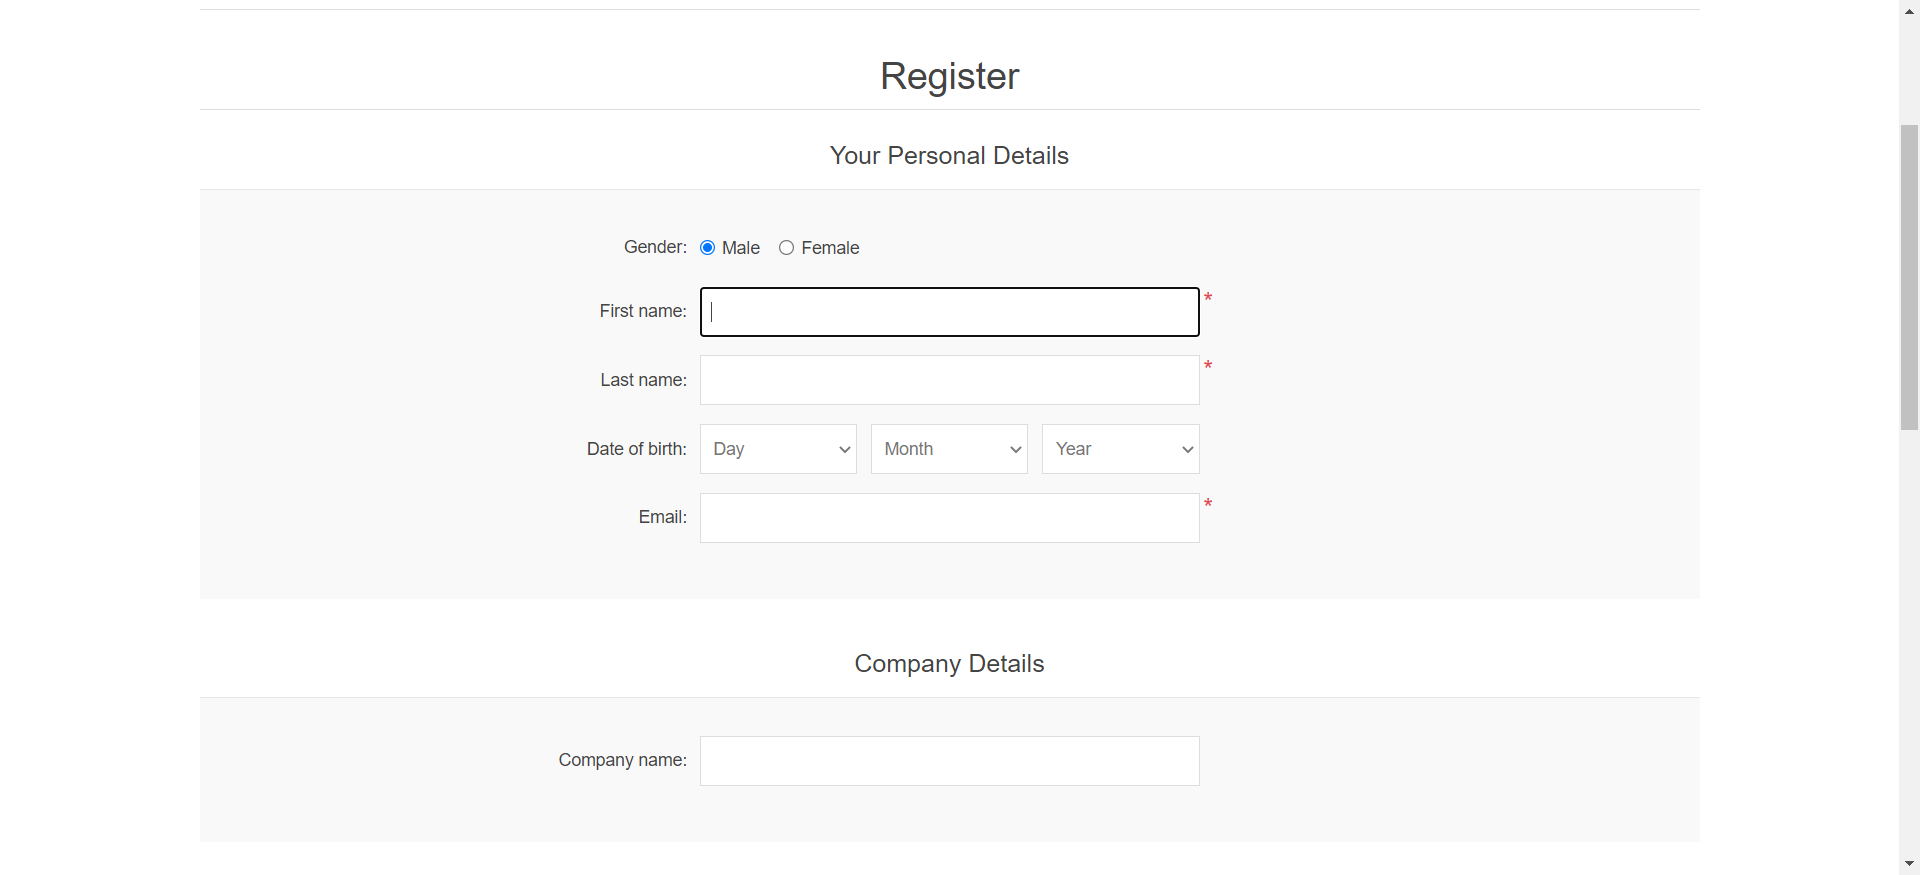 Register
Your Personal Details
Gender: Male Female
First name: *
Last name: *
Date of birth: Day Month Year
Email: *
Company Details
Company name: